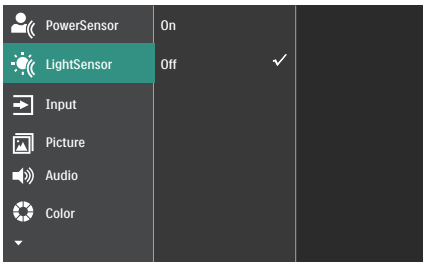 PowerSensor
On
LightSensor
Off
Input
Picture
Audio
Color